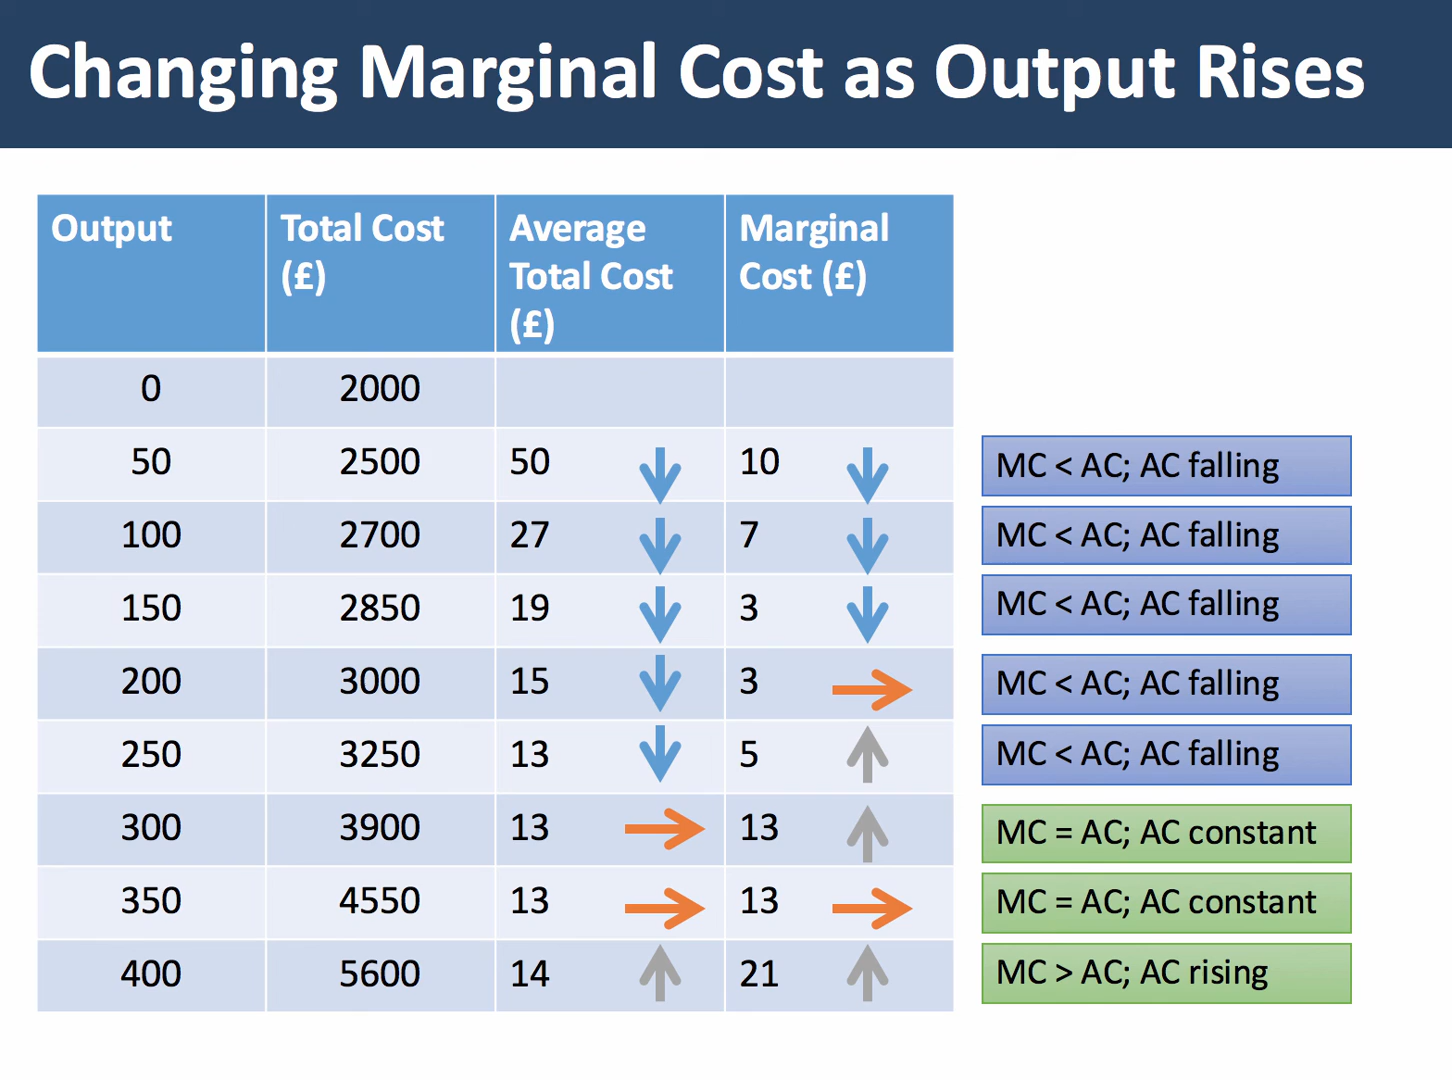 Changing Marginal Cost as Output Rises
Output Total Cost (£) Average Total Cost (£) Marginal Cost (£)
0 2000
50 2500 50 10 MC < AC; AC falling
100 2700 27 7 MC < AC; AC falling
150 2850 19 3 MC < AC; AC falling
200 3000 15 3 MC < AC; AC falling
250 3250 13 5 MC < AC; AC falling
300 3900 13 13 MC = AC; AC constant
350 4550 13 13 MC = AC; AC constant
400 5600 14 21 MC > AC; AC rising